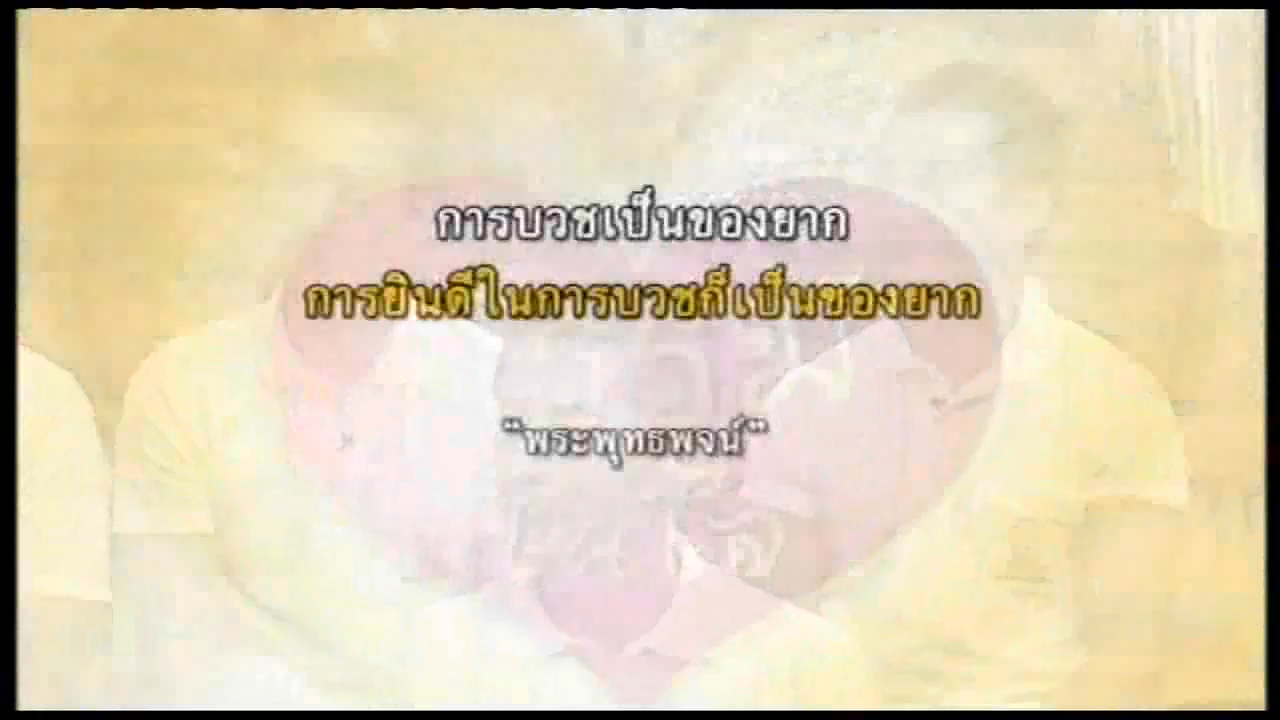 การบวชเป็นของยาก
การยินดีในการบวชก็เป็นของยาก
"พระพุทธพจน์"